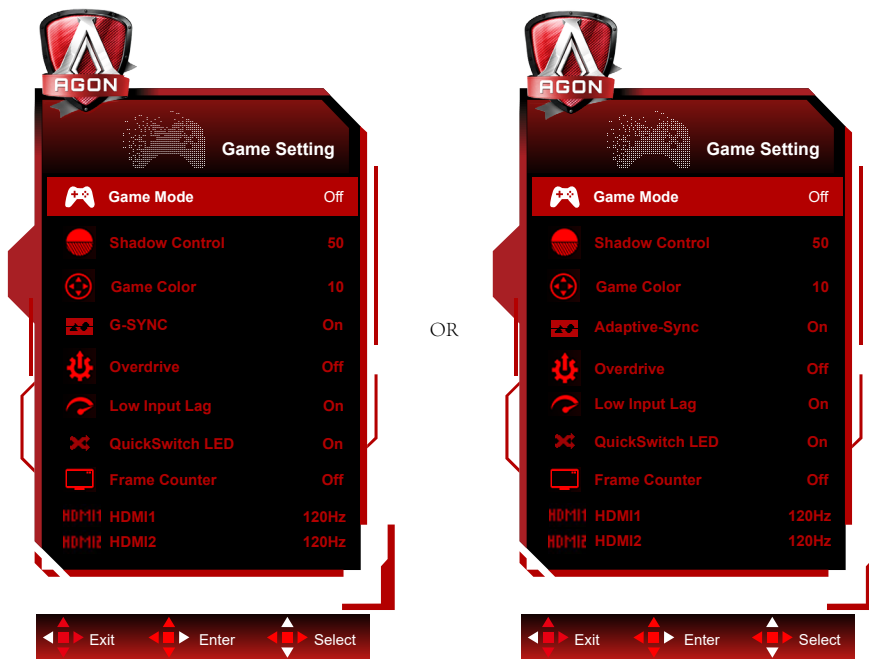 AGON
Game Setting
Game Mode Off
Shadow Control 50
Game Color 10
G-SYNC On
Overdrive Off
Low Input Lag On
QuickSwitch LED On
Frame Counter Off
HDMI1 HDMI1 120Hz
HDMI2 HDMI2 120Hz
Exit Enter Select
OR
AGON
Game Setting
Game Mode Off
Shadow Control 50
Game Color 10
Adaptive-Sync On
Overdrive Off
Low Input Lag On
QuickSwitch LED On
Frame Counter Off
HDMI1 HDMI1 120Hz
HDMI2 HDMI2 120Hz
Exit Enter Select